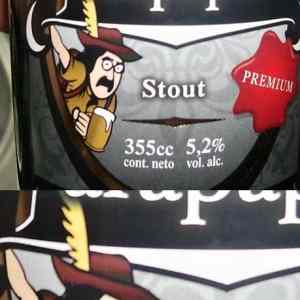 Stout
PREMIUM
355cc 5,2%
cont. neto vol. alc.